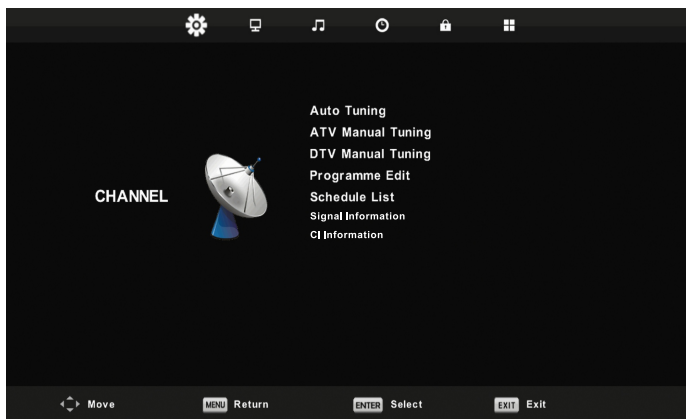 Auto Tuning
ATV Manual Tuning
DTV Manual Tuning
Programme Edit
CHANNEL
Schedule List
Signal Information
CI Information
Move
MENU Return
ENTER Select
EXIT Exit